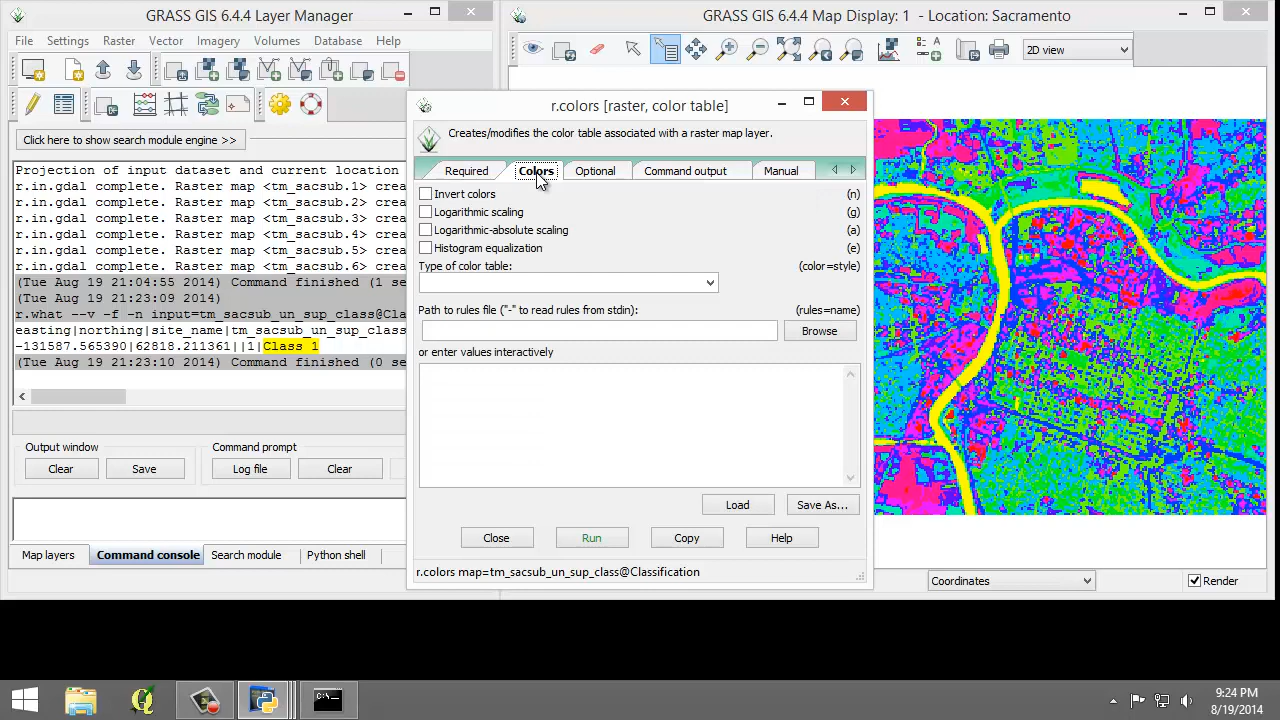 GRASS GIS 6.4.4 Layer Manager
File Settings Raster Vector Imagery Volumes Database Help
Click here to show search module engine >>
r.in.gdal complete. Raster map <tm_sacsub.1> crea
r.in.gdal complete. Raster map <tm_sacsub.2> crea
r.in.gdal complete. Raster map <tm_sacsub.3> crea
r.in.gdal complete. Raster map <tm_sacsub.4> crea
r.in.gdal complete. Raster map <tm_sacsub.5> crea
r.in.gdal complete. Raster map <tm_sacsub.6> crea
(Tue Aug 19 2014) Command finished (1 se
(Tue Aug 19 21:23:09 2014)
r.what --v -f -n input=tm_sacsub_un_sup_class@Cla
easting|northing|site_name|tm_sacsub_un_sup_class
-131587.565390|62818.211361||1|Class 1
(Tue Aug 19 21:23:10 2014) Command finished (0 se
Output window
Command prompt
Clear Save Log file Clear
Map layers Command console Search module Python shell
GRASS GIS 6.4.4 Map Display: 1 - Location: Sacramento
2D view
r.colors [raster, color table]
Creates/modifies the color table associated with a raster map layer.
Required Colors Optional Command output Manual
Invert colors (n)
Logarithmic scaling (g)
Logarithmic-absolute scaling (a)
Histogram equalization (e)
Type of color table: (color=style)
Path to rules file ("-" to read rules from stdin): (rules=name)
Browse
or enter values interactively
Load Save As...
Close Run Copy Help
r.colors map=tm_sacsub_un_sup_class@Classification
Coordinates
Render
9:24 PM
8/19/2014